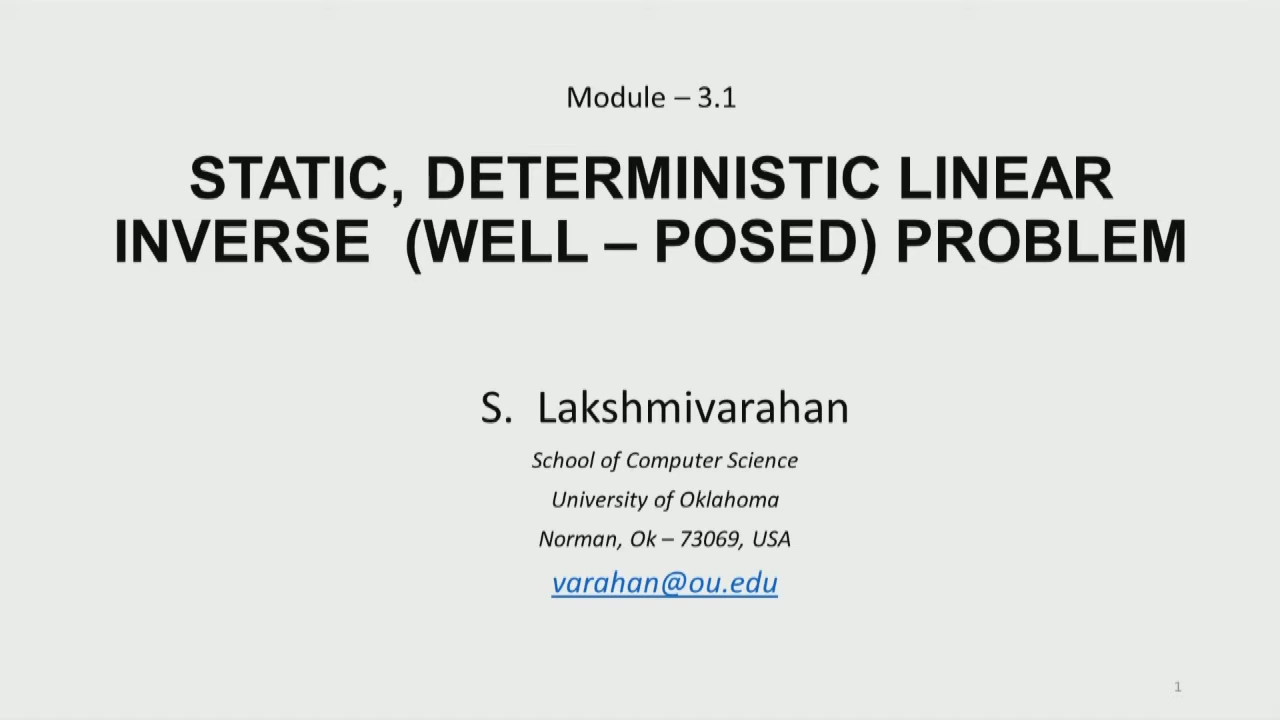 Module – 3.1
STATIC, DETERMINISTIC LINEAR
INVERSE (WELL – POSED) PROBLEM
S. Lakshmivarahan
School of Computer Science
University of Oklahoma
Norman, Ok – 73069, USA
varahan@ou.edu
1